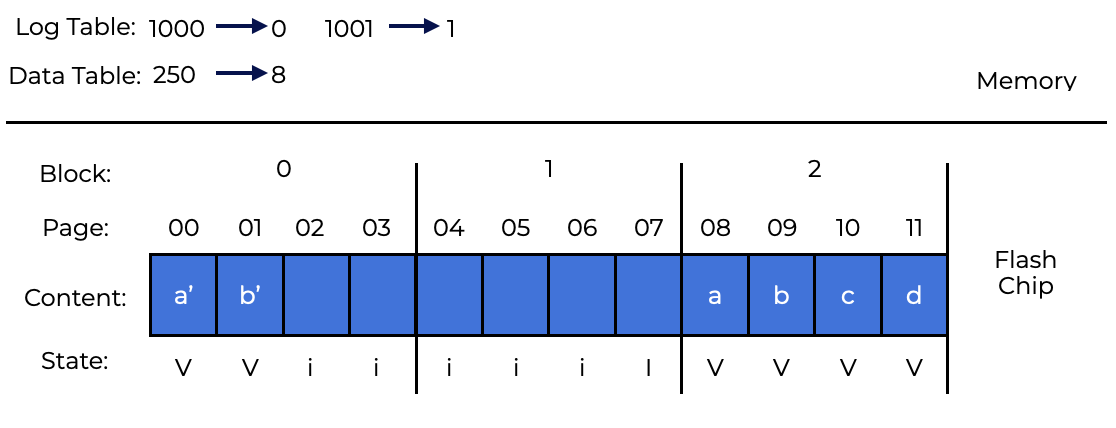 Log Table: 1000 → 0 1001 → 1
Data Table: 250 → 8
Memory
Block: 0 1 2
Page: 00 01 02 03 04 05 06 07 08 09 10 11
Flash
Chip
Content: a’ b’ a b c d
State: V V i i i i i I V V V V